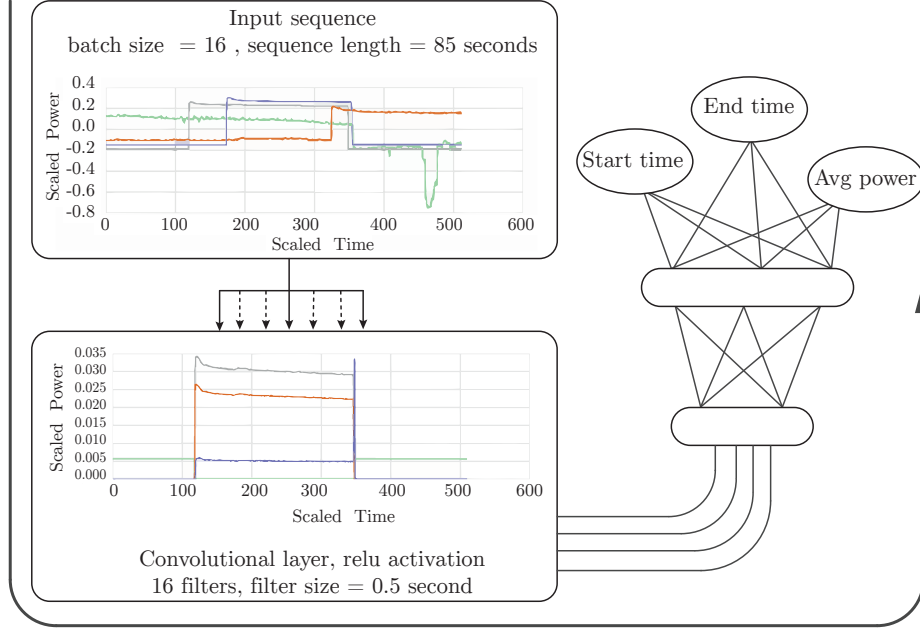 Input sequence
batch size = 16 , sequence length = 85 seconds
0.4
0.2
0.0
-0.2
-0.4
-0.6
-0.8
Scaled Power
0 100 200 300 400 500 600
Scaled Time
End time
Start time
Avg power
0.035
0.030
0.025
0.020
0.015
0.010
0.005
0.000
Scaled Power
0 100 200 300 400 500 600
Scaled Time
Convolutional layer, relu activation
16 filters, filter size = 0.5 second